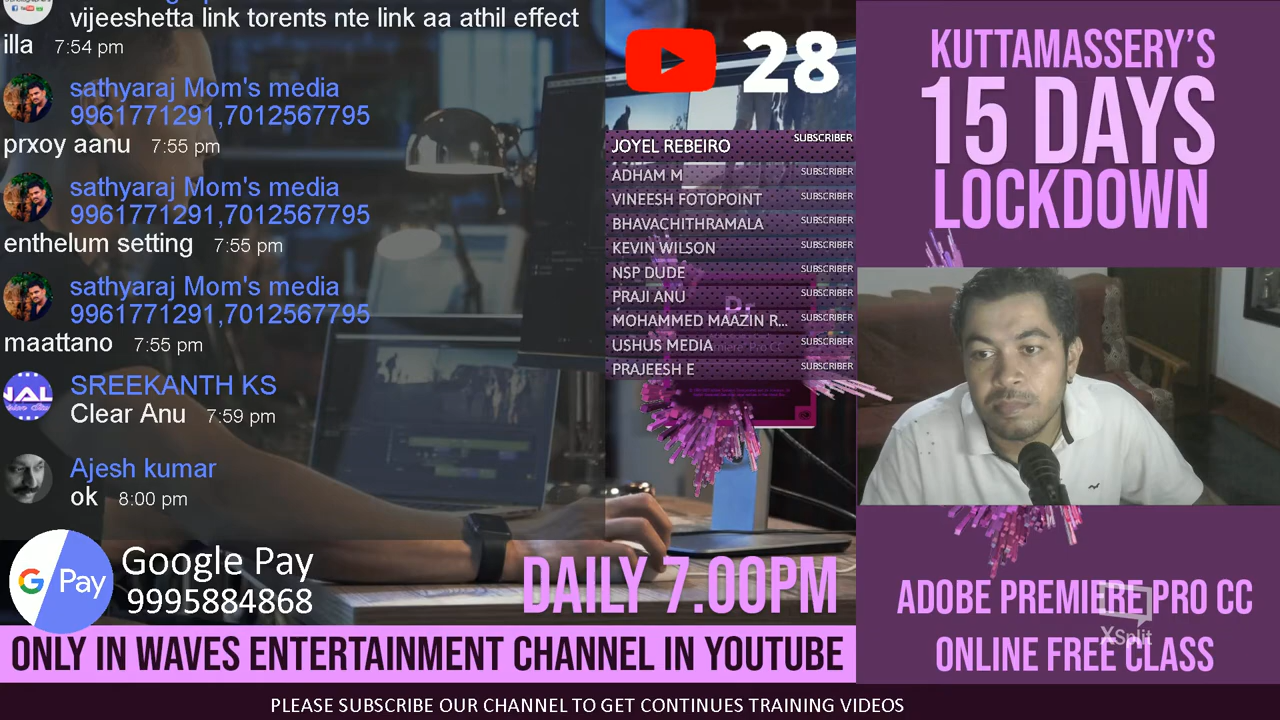 vijeeshetta link torents nte link aa athil effect
illa 7:54 pm
sathyaraj Mom's media
9961771291,7012567795
prxoy aanu 7:55 pm
sathyaraj Mom's media
9961771291,7012567795
enthelum setting 7:55 pm
sathyaraj Mom's media
9961771291,7012567795
maattano 7:55 pm
NAL
SREEKANTH KS
Clear Anu 7:59 pm
Ajesh kumar
ok 8:00 pm
G Pay
Google Pay
9995884868
28
JOYEL REBEIRO SUBSCRIBER
ADHAM M SUBSCRIBER
VINEESH FOTOPOINT SUBSCRIBER
BHAVACHITHRAMALA SUBSCRIBER
KEVIN WILSON SUBSCRIBER
NSP DUDE SUBSCRIBER
PRAJI ANU SUBSCRIBER
MOHAMMED MAAZIN R... SUBSCRIBER
USHUS MEDIA SUBSCRIBER
PRAJEESH E SUBSCRIBER
Pr
DAILY 7.00PM
ONLY IN WAVES ENTERTAINMENT CHANNEL IN YOUTUBE
KUTTAMASSERY'S
15 DAYS
LOCKDOWN
ADOBE PREMIERE PRO CC
XSplit
ONLINE FREE CLASS
PLEASE SUBSCRIBE OUR CHANNEL TO GET CONTINUES TRAINING VIDEOS